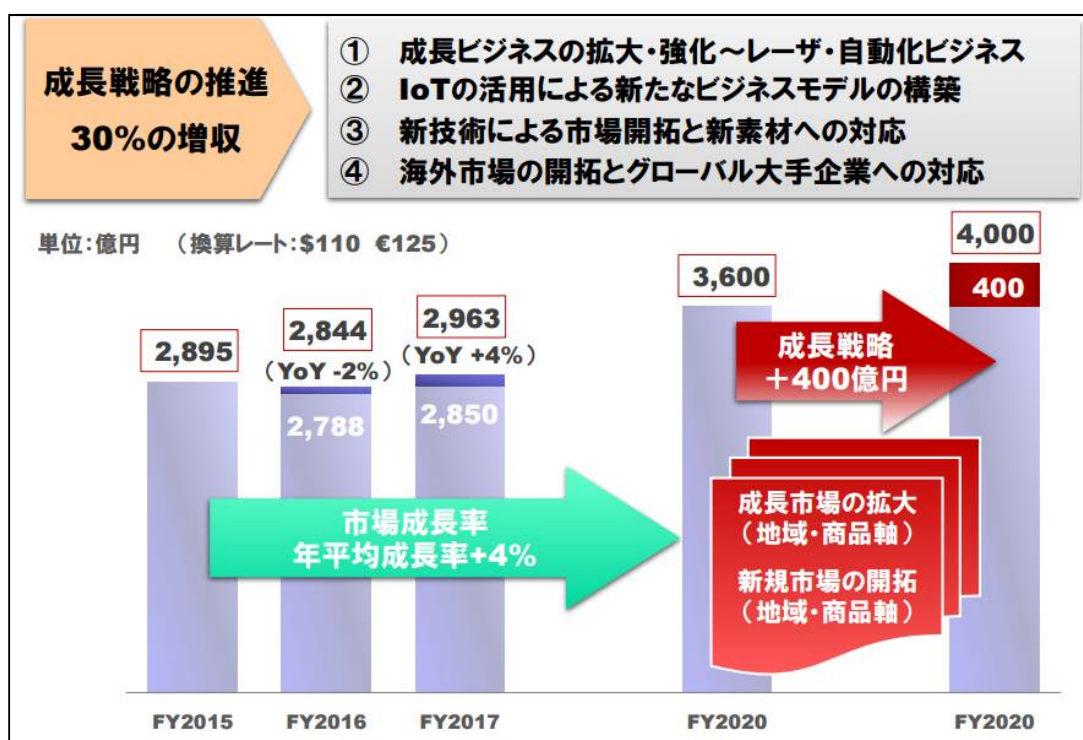 成長戦略の推進
30%の増収
① 成長ビジネスの拡大・強化～レーザ・自動化ビジネス
② IoTの活用による新たなビジネスモデルの構築
③ 新技術による市場開拓と新素材への対応
④ 海外市場の開拓とグローバル大手企業への対応
単位:億円 (換算レート:$110 €125)
2,895
2,844
(YoY -2%)
2,788
2,963
(YoY +4%)
2,850
3,600
4,000
400
成長戦略
＋400億円
市場成長率
年平均成長率+4%
成長市場の拡大
(地域・商品軸)
新規市場の開拓
(地域・商品軸)
FY2015 FY2016 FY2017 FY2020 FY2020